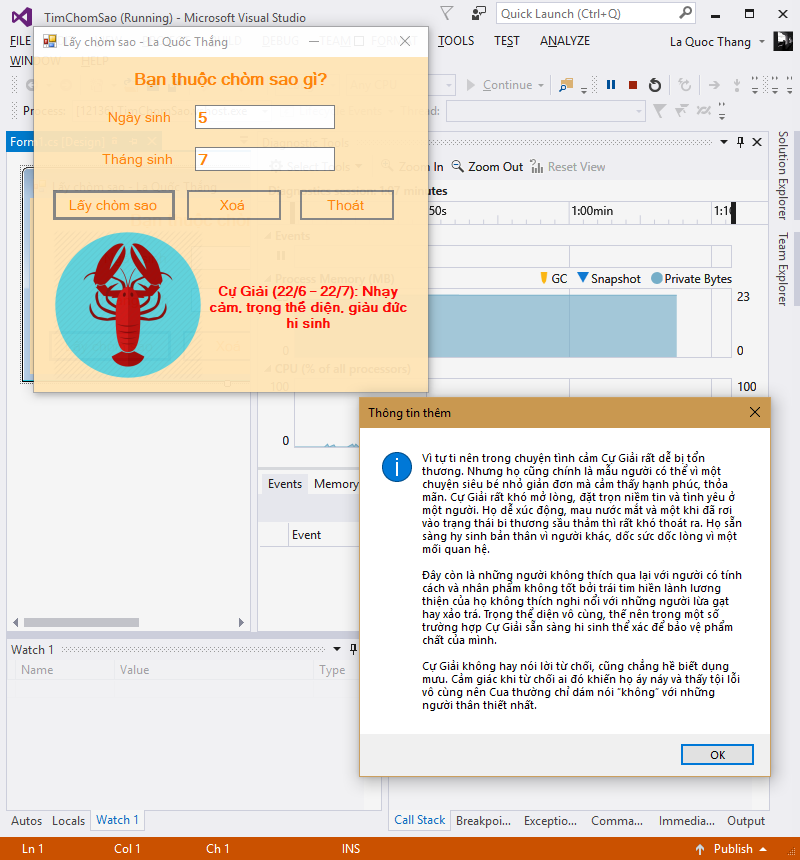 TimChomSao (Running) - Microsoft Visual Studio
Quick Launch (Ctrl+Q)
FILE
TOOLS TEST ANALYZE
La Quoc Thang
WINDOW HELP
Continue
Lấy chòm sao - La Quốc Thắng
Bạn thuộc chòm sao gì?
Ngày sinh 5
Tháng sinh 7
Lấy chòm sao Xoá Thoát
Cự Giải (22/6 – 22/7): Nhạy
cảm, trọng thể diện, giàu đức
hi sinh
Zoom In Zoom Out Reset View
50s 1:00min 1:10
Events
Process Memory (MB)
GC Snapshot Private Bytes
23
0 0
CPU (% of all processors)
100 100
0
Events Memory
Event
Solution Explorer
Team Explorer
Thông tin thêm
Vì tự ti nên trong chuyện tình cảm Cự Giải rất dễ bị tổn
thương. Nhưng họ cũng chính là mẫu người có thể vì một
chuyện siêu bé nhỏ giản đơn mà cảm thấy hạnh phúc, thỏa
mãn. Cự Giải rất khó mở lòng, đặt trọn niềm tin và tình yêu ở
một người. Họ dễ xúc động, mau nước mắt và một khi đã rơi
vào trạng thái bi thương sầu thảm thì rất khó thoát ra. Họ sẵn
sàng hy sinh bản thân vì người khác, dốc sức dốc lòng vì một
mối quan hệ.
Đây còn là những người không thích qua lại với người có tính
cách và nhân phẩm không tốt bởi trái tim hiền lành lương
thiện của họ không thích nghi nổi với những người lừa gạt
hay xảo trá. Trọng thể diện vô cùng, thế nên trong một số
trường hợp Cự Giải sẵn sàng hi sinh thể xác để bảo vệ phẩm
chất của mình.
Cự Giải không hay nói lời từ chối, cũng chẳng hề biết dụng
mưu. Cảm giác khi từ chối ai đó khiến họ áy náy và thấy tội lỗi
vô cùng nên Cua thường chỉ dám nói “không” với những
người thân thiết nhất.
OK
Watch 1
Name Value Type
Autos Locals Watch 1
Call Stack Breakpoi... Exceptio... Comma... Immedia... Output
Ln 1 Col 1 Ch 1 INS Publish